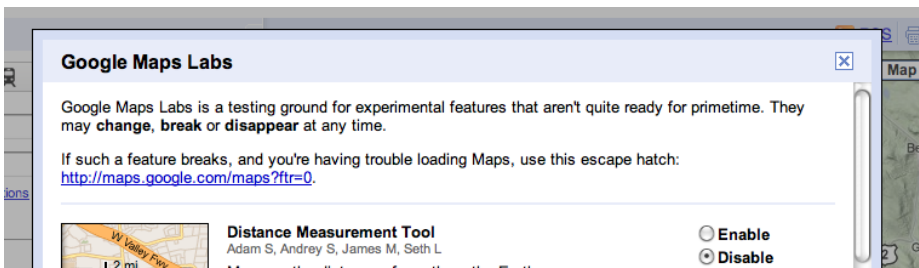 Google Maps Labs
Map
Google Maps Labs is a testing ground for experimental features that aren't quite ready for primetime. They
may change, break or disappear at any time.
If such a feature breaks, and you're having trouble loading Maps, use this escape hatch:
http://maps.google.com/maps?ftr=0.
Distance Measurement Tool
Adam S, Andrey S, James M, Seth L
Enable
Disable
W Valley Fwy